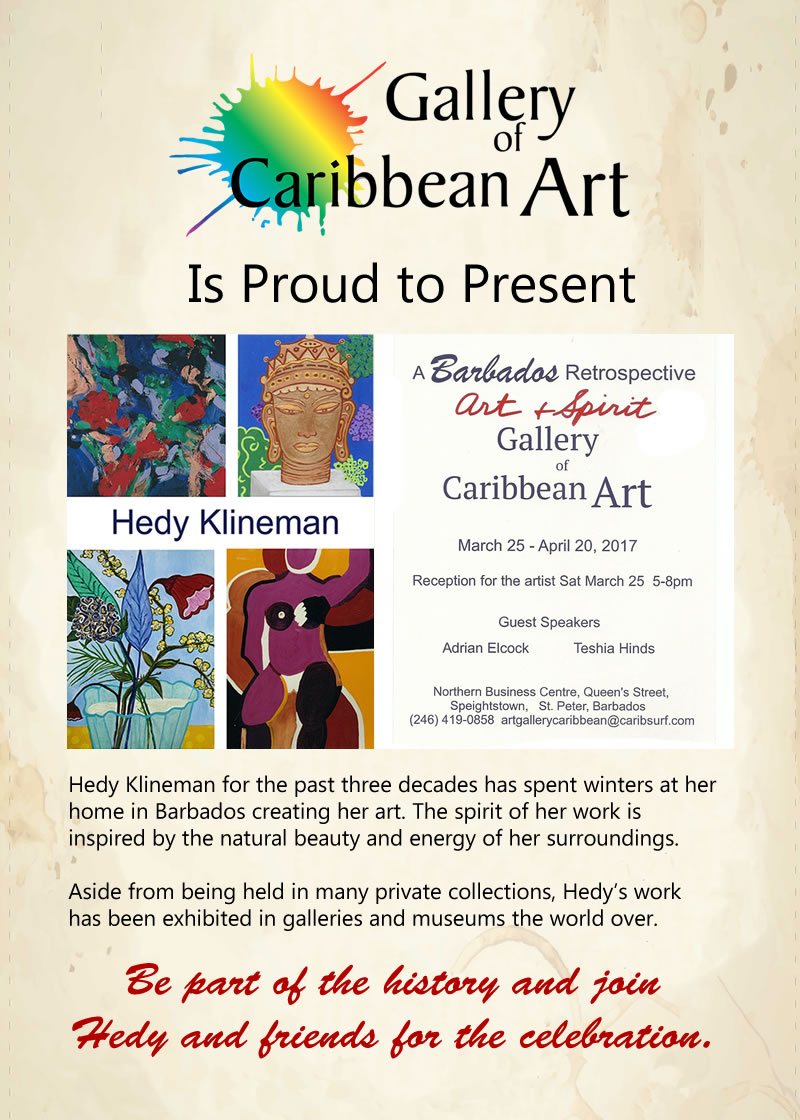 Gallery
of
Caribbean Art
Is Proud to Present
Hedy Klineman
A Barbados Retrospective
Art + Spirit
Gallery
of
Caribbean Art
March 25 - April 20, 2017
Reception for the artist Sat March 25 5-8pm
Guest Speakers
Adrian Elcock Teshia Hinds
Northern Business Centre, Queen's Street,
Speightstown, St. Peter, Barbados
(246) 419-0858 artgallerycaribbean@caribsurf.com
Hedy Klineman for the past three decades has spent winters at her
home in Barbados creating her art. The spirit of her work is
inspired by the natural beauty and energy of her surroundings.
Aside from being held in many private collections, Hedy’s work
has been exhibited in galleries and museums the world over.
Be part of the history and join
Hedy and friends for the celebration.